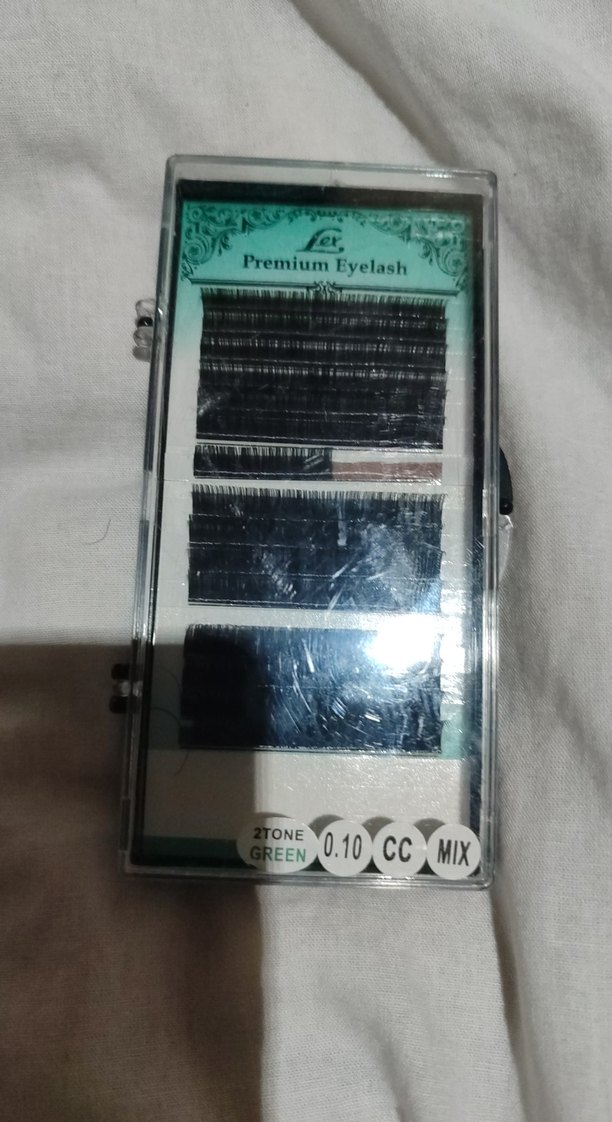 Lex
Premium Eyelash
2TONE
GREEN
0.10
CC
MIX